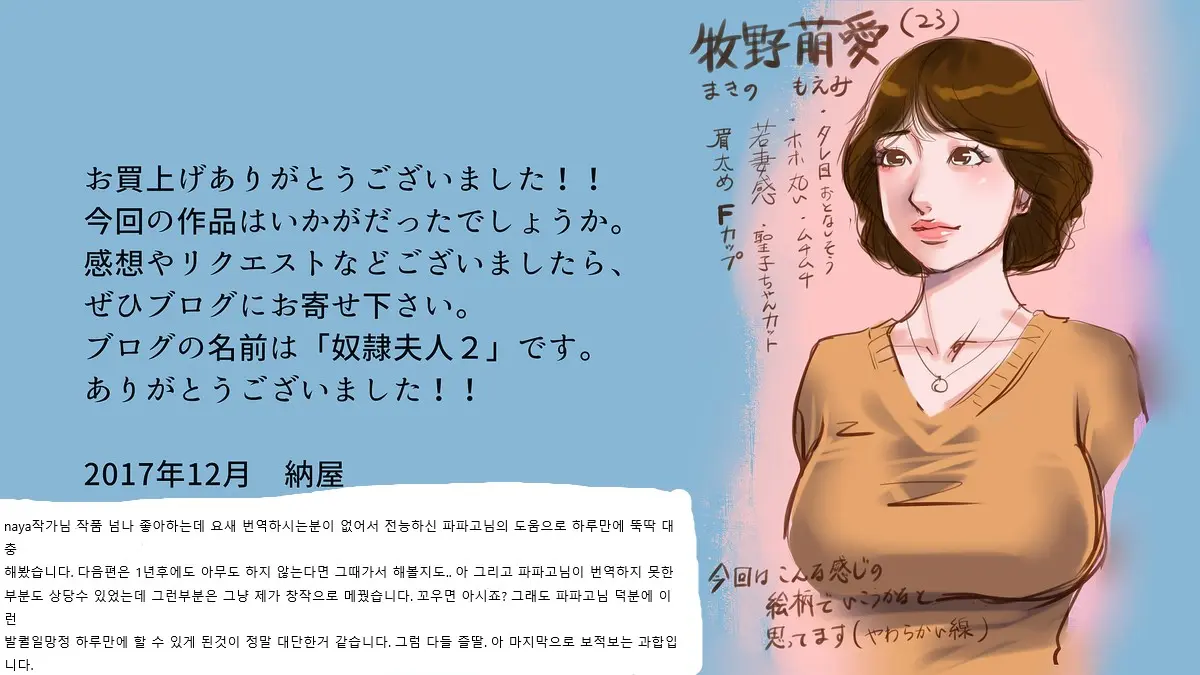 お買上げありがとうございました！！
今回の作品はいかがだったでしょうか。
感想やリクエストなどございましたら、
ぜひブログにお寄せ下さい。
ブログの名前は「奴隷夫人２」です。
ありがとうございました！！
2017年12月　納屋
naya작가님 작품 넘나 좋아하는데 요새 번역하시는분이 없어서 전능하신 파파고님의 도움으로 하루만에 뚝딱 대
충
해봤습니다. 다음편은 1년후에도 아무도 하지 않는다면 그때가서 해볼지도.. 아 그리고 파파고님이 번역하지 못한
부분도 상당수 있었는데 그런부분은 그냥 제가 창작으로 메꿨습니다. 꼬우면 아시죠? 그래도 파파고님 덕분에 이
런
발퀄일망정 하루만에 할 수 있게 된것이 정말 대단한거 같습니다. 그럼 다들 즐딸. 아 마지막으로 보적보는 과합입
니다.
牧野萌愛（23）
まきの　もえみ
・タレ目 おとなしそう
・ホホ丸い ・ムチムチ
若妻感 ・聖子ちゃんカット
眉太め Fカップ
今回はこんな感じの
絵柄でいこうかなと
思ってます（やわらかい線）